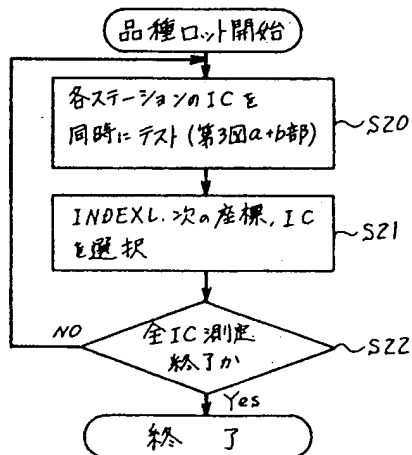 品種ロット開始
各ステーションのICを
同時にテスト(第3図a+b部)
S20
INDEXし、次の座標、IC
を選択
S21
全IC測定
終了か
S22
NO
Yes
終了